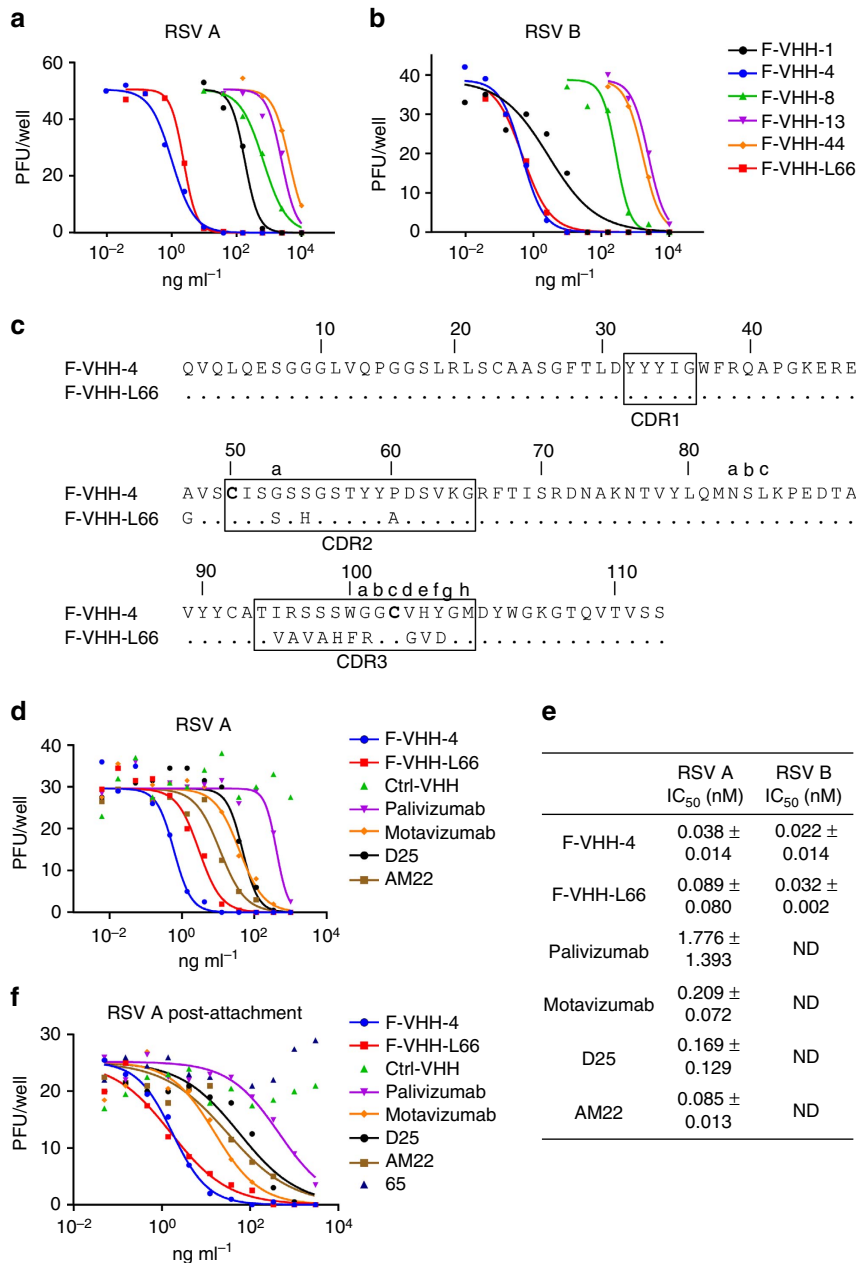 a
RSV A
60
40
20
0
PFU/well
10⁻²
10⁰
10²
10⁴
ng ml⁻¹
b
RSV B
50
40
30
20
10
0
PFU/well
10⁻²
10⁰
10²
10⁴
ng ml⁻¹
F-VHH-1
F-VHH-4
F-VHH-8
F-VHH-13
F-VHH-44
F-VHH-L66
c
10 20 30 40
F-VHH-4 QVQLQESGGGLVQPGGSLRLSCAASGFTLDYYYIGWFRQAPGKERE
F-VHH-L66 . . . . . . . . . . . . . . . . . . . . . . . . . . . . . . . . . . . . . . . . . . . . . .
CDR1
50 a 60 70 80 a b c
F-VHH-4 AVSCISGSSGSTYYPDSVKGRFTISRDNAKNTVYLQMNSLKPEDTA
F-VHH-L66 G . . . . . S . H . . . . . A . . . . . . . . . . . . . . . . . . . . . . . . . . . . . .
CDR2
90 100 a b c d e f g h 110
F-VHH-4 VYYCATIRSSSWGGCVHYGMDYWGKGTQVTVSS
F-VHH-L66 . . . . . . VAVAHFR . . GVD . . . . . . . . . . . . . . .
CDR3
d
RSV A
40
30
20
10
0
PFU/well
10⁻²
10⁰
10²
10⁴
ng ml⁻¹
F-VHH-4
F-VHH-L66
Ctrl-VHH
Palivizumab
Motavizumab
D25
AM22
e
RSV A IC₅₀ (nM) RSV B IC₅₀ (nM)
F-VHH-4 0.038 ± 0.014 0.022 ± 0.014
F-VHH-L66 0.089 ± 0.080 0.032 ± 0.002
Palivizumab 1.776 ± 1.393 ND
Motavizumab 0.209 ± 0.072 ND
D25 0.169 ± 0.129 ND
AM22 0.085 ± 0.013 ND
f
RSV A post-attachment
30
20
10
0
PFU/well
10⁻²
10⁰
10²
10⁴
ng ml⁻¹
F-VHH-4
F-VHH-L66
Ctrl-VHH
Palivizumab
Motavizumab
D25
AM22
65